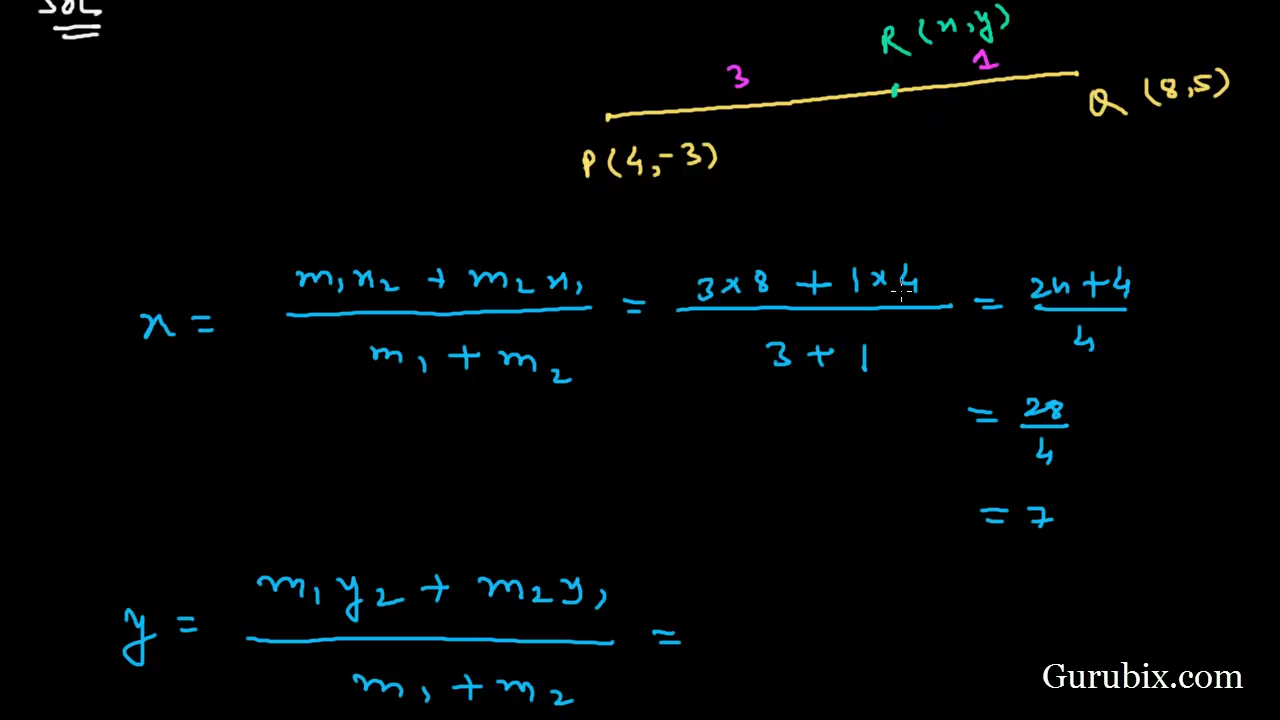 SOL
R (x,y)
3
1
Q (8,5)
P(4,-3)
x = m₁x₂ + m₂x₁ / m₁ + m₂ = 3×8 + 1×4 / 3+1 = 24+4 / 4
= 28 / 4
= 7
y = m₁y₂ + m₂y₁ / m₁ + m₂ =
Gurubix.com